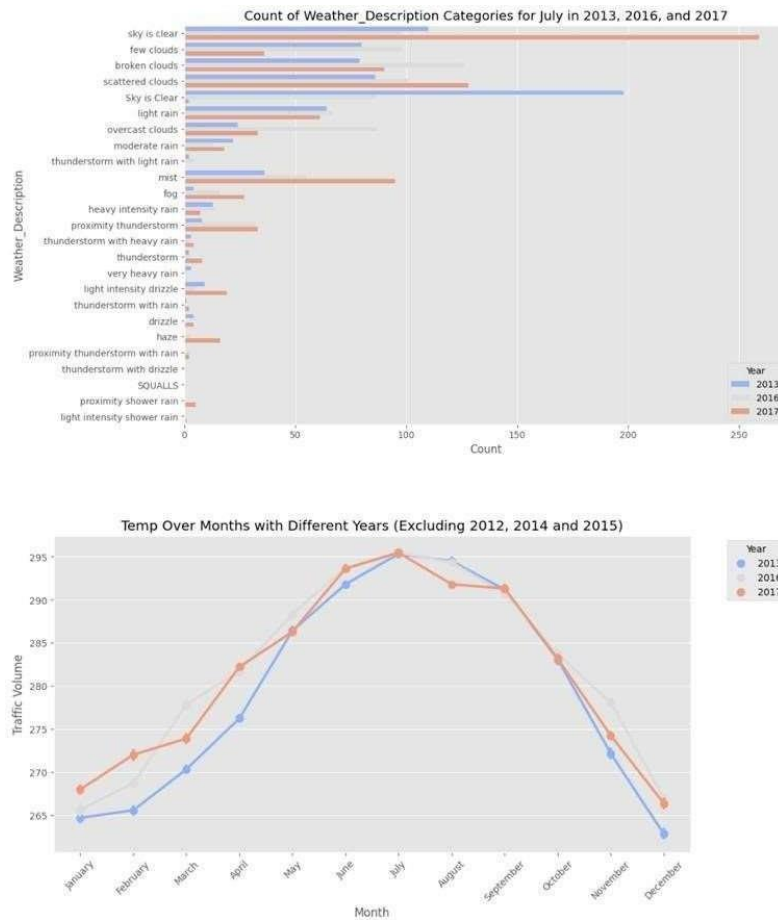 Count of Weather_Description Categories for July in 2013, 2016, and 2017
sky is clear
few clouds
broken clouds
scattered clouds
Sky is Clear
light rain
overcast clouds
moderate rain
thunderstorm with light rain
mist
fog
heavy intensity rain
proximity thunderstorm
thunderstorm with heavy rain
thunderstorm
very heavy rain
light intensity drizzle
thunderstorm with rain
drizzle
haze
proximity thunderstorm with rain
thunderstorm with drizzle
SQUALLS
proximity shower rain
light intensity shower rain
Weather_Description
0 50 100 150 200 250
Count
Year
2013
2016
2017
Temp Over Months with Different Years (Excluding 2012, 2014 and 2015)
295
290
285
280
275
270
265
Traffic Volume
January February March April May June July August September October November December
Month
Year
2013
2016
2017